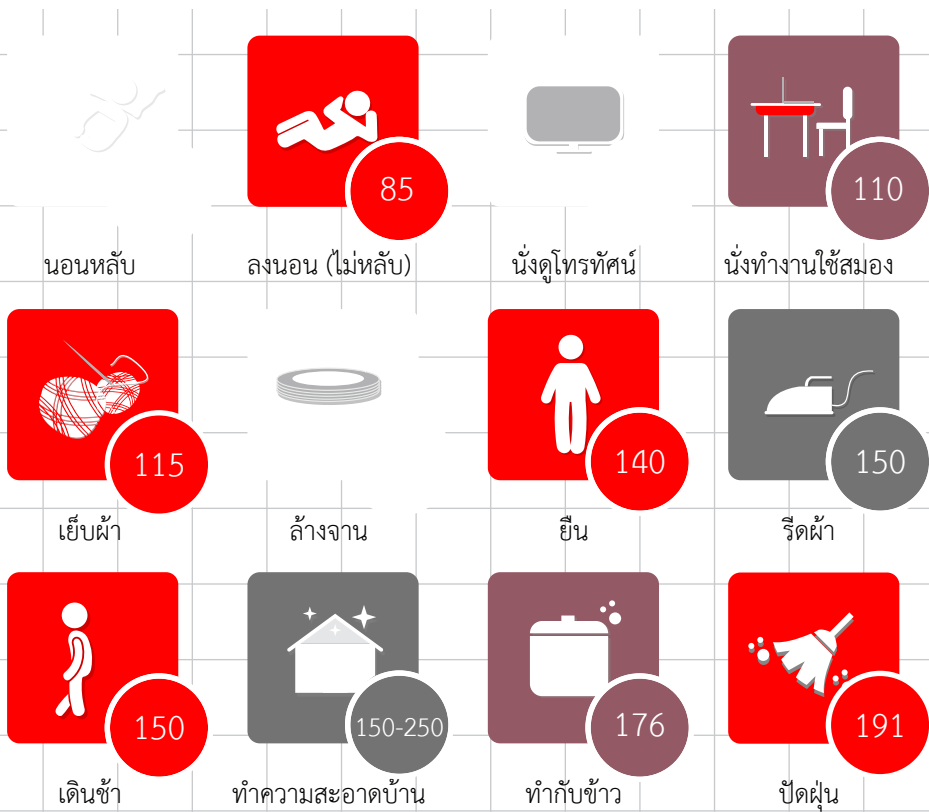 85
110
นอนหลับ
ลงนอน (ไม่หลับ)
นั่งดูโทรทัศน์
นั่งทำงานใช้สมอง
115
140
150
เย็บผ้า
ล้างจาน
ยืน
รีดผ้า
150
150-250
176
191
เดินช้า
ทำความสะอาดบ้าน
ทำกับข้าว
ปัดฝุ่น